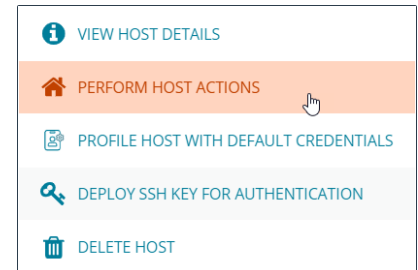 VIEW HOST DETAILS
PERFORM HOST ACTIONS
PROFILE HOST WITH DEFAULT CREDENTIALS
DEPLOY SSH KEY FOR AUTHENTICATION
DELETE HOST